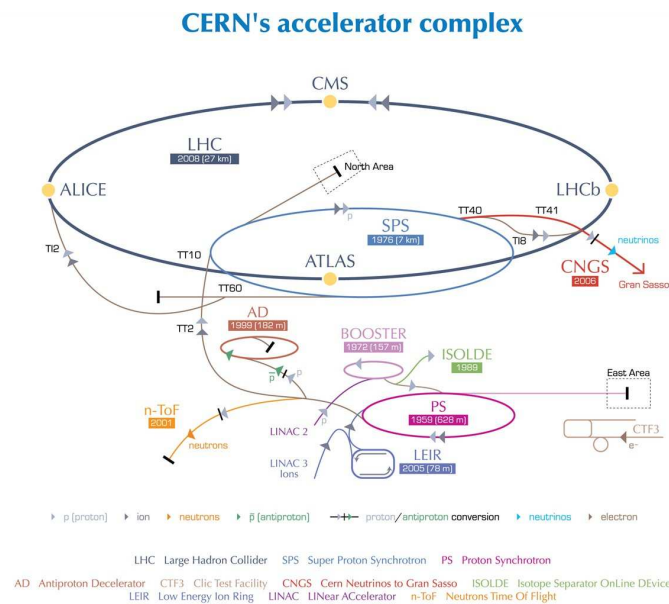 CERN's accelerator complex
CMS
LHC
2008 (27 km)
North Area
ALICE
LHCb
TT40
TT41
SPS
1976 (7 km)
p
TI2
TI8
TT10
ATLAS
neutrinos
CNGS
2006
Gran Sasso
TT60
AD
1999 (182 m)
TT2
BOOSTER
1972 (157 m)
ISOLDE
1989
East Area
p
p̄
n-ToF
2001
neutrons
LINAC 2
p
PS
1959 (628 m)
CTF3
e-
LINAC 3
Ions
LEIR
2005 (78 m)
p (proton) ion neutrons p̄ (antiproton) proton/antiproton conversion neutrinos electron
LHC Large Hadron Collider SPS Super Proton Synchrotron PS Proton Synchrotron
AD Antiproton Decelerator CTF3 Clic Test Facility CNGS Cern Neutrinos to Gran Sasso ISOLDE Isotope Separator OnLine DEvice
LEIR Low Energy Ion Ring LINAC LINear ACcelerator n-ToF Neutrons Time Of Flight